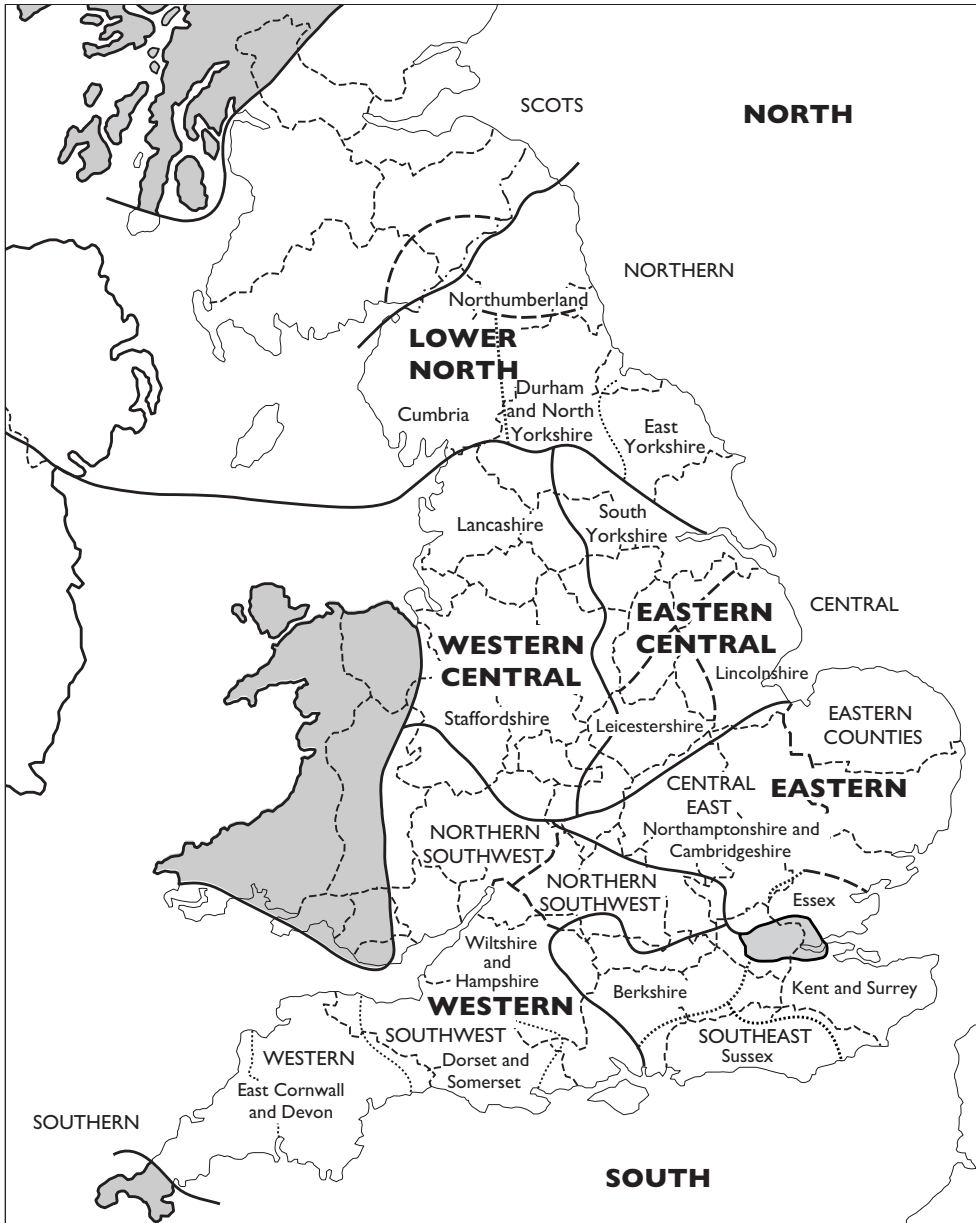 SCOTS
NORTH
NORTHERN
Northumberland
LOWER
NORTH
Durham
and North
Yorkshire
Cumbria
East
Yorkshire
Lancashire
South
Yorkshire
CENTRAL
EASTERN
CENTRAL
WESTERN
CENTRAL
Lincolnshire
Staffordshire
Leicestershire
EASTERN
COUNTIES
CENTRAL
EAST
EASTERN
Northamptonshire and
Cambridgeshire
NORTHERN
SOUTHWEST
NORTHERN
SOUTHWEST
Essex
Wiltshire
and
Hampshire
Berkshire
Kent and Surrey
WESTERN
SOUTHWEST
SOUTHEAST
Sussex
WESTERN
Dorset and
Somerset
East Cornwall
and Devon
SOUTHERN
SOUTH